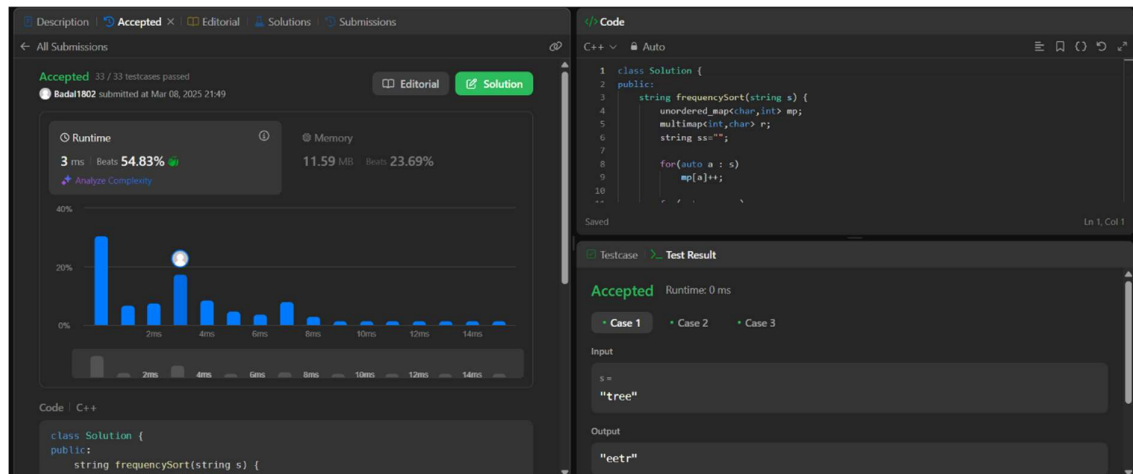 Description | Accepted × | Editorial | Solutions | Submissions
← All Submissions
Accepted 33 / 33 testcases passed
Badal1802 submitted at Mar 08, 2025 21:49
Editorial
Solution
Runtime
3 ms | Beats 54.83%
Analyze Complexity
Memory
11.59 MB | Beats 23.69%
40%
20%
0%
2ms 4ms 6ms 8ms 10ms 12ms 14ms
2ms 4ms 6ms 8ms 10ms 12ms 14ms
Code | C++
class Solution {
public:
string frequencySort(string s) {
</> Code
C++ Auto
1 class Solution {
2 public:
3 string frequencySort(string s) {
4 unordered_map<char,int> mp;
5 multimap<int,char> r;
6 string ss="";
7
8 for(auto a : s)
9 mp[a]++;
10
Saved
Ln 1, Col 1
Testcase | >_ Test Result
Accepted Runtime: 0 ms
• Case 1 • Case 2 • Case 3
Input
s =
"tree"
Output
"eetr"